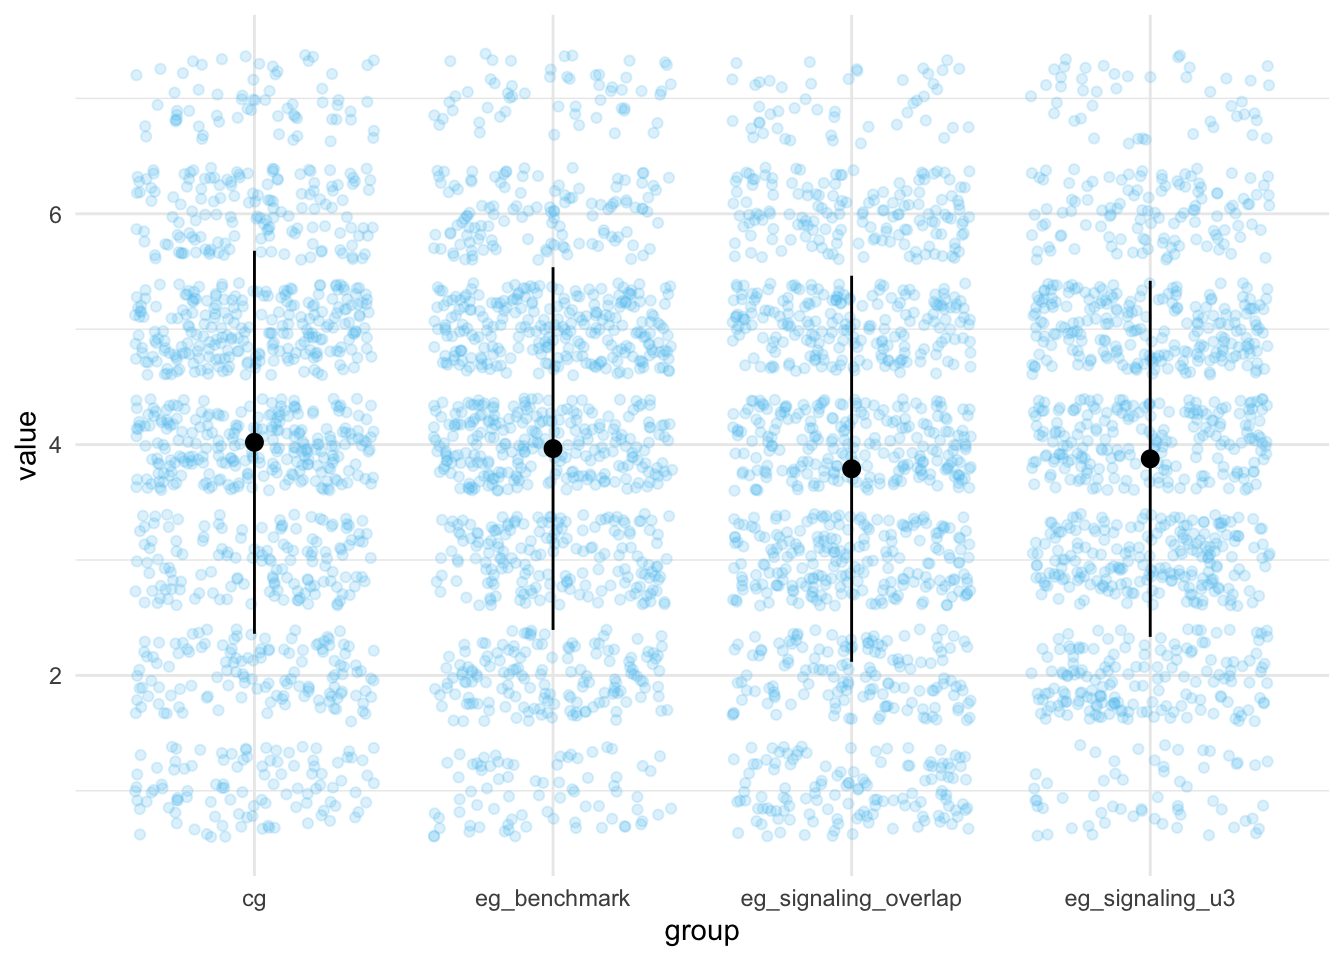 6
4
2
value
cg
eg_benchmark
eg_signaling_overlap
eg_signaling_u3
group